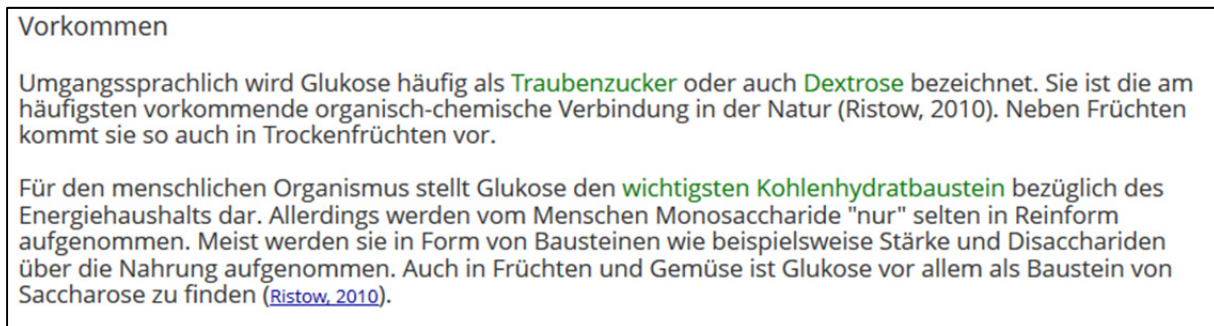 Vorkommen
Umgangssprachlich wird Glukose häufig als Traubenzucker oder auch Dextrose bezeichnet. Sie ist die am
häufigsten vorkommende organisch-chemische Verbindung in der Natur (Ristow, 2010). Neben Früchten
kommt sie so auch in Trockenfrüchten vor.
Für den menschlichen Organismus stellt Glukose den wichtigsten Kohlenhydratbaustein bezüglich des
Energiehaushalts dar. Allerdings werden vom Menschen Monosaccharide "nur" selten in Reinform
aufgenommen. Meist werden sie in Form von Bausteinen wie beispielsweise Stärke und Disacchariden
über die Nahrung aufgenommen. Auch in Früchten und Gemüse ist Glukose vor allem als Baustein von
Saccharose zu finden (Ristow, 2010).